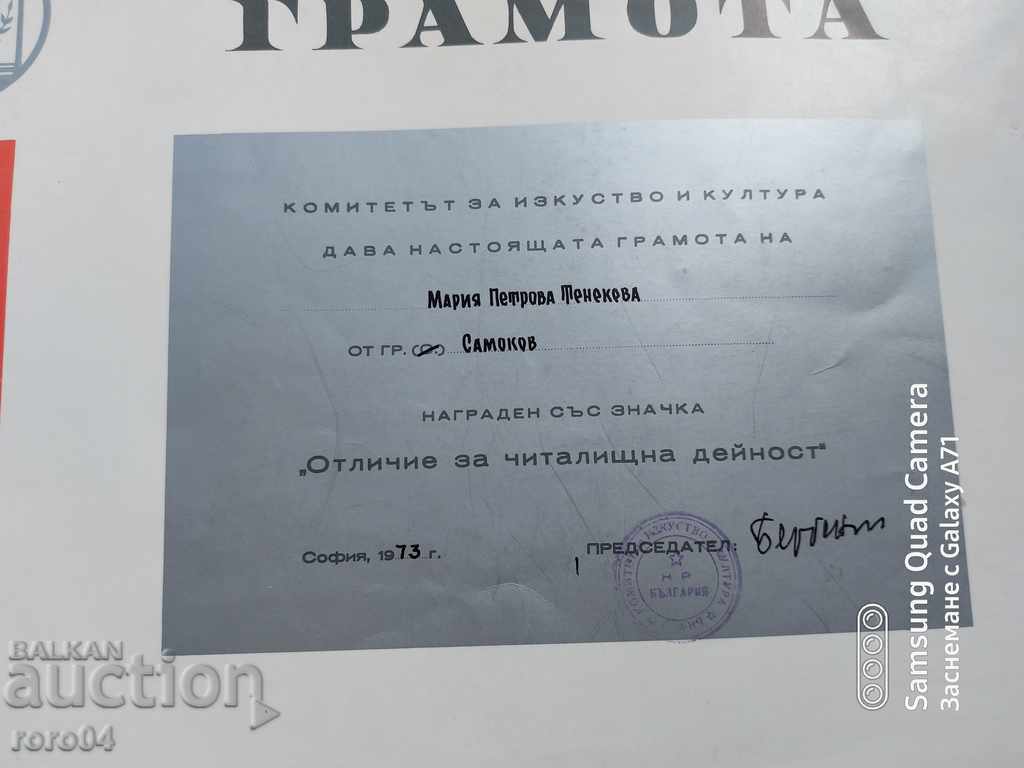 ГРАМОТА
КОМИТЕТЪТ ЗА ИЗКУСТВО И КУЛТУРА
ДАВА НАСТОЯЩАТА ГРАМОТА НА
Мария Петрова Тенекева
ОТ ГР. Самоков
НАГРАДЕН СЪС ЗНАЧКА
„Отличие за читалищна дейност"
София, 1973 г.
ПРЕДСЕДАТЕЛ:
НР
БЪЛГАРИЯ
BALKAN
auction
roro04
Samsung Quad Camera
Заснемане с Galaxy A71